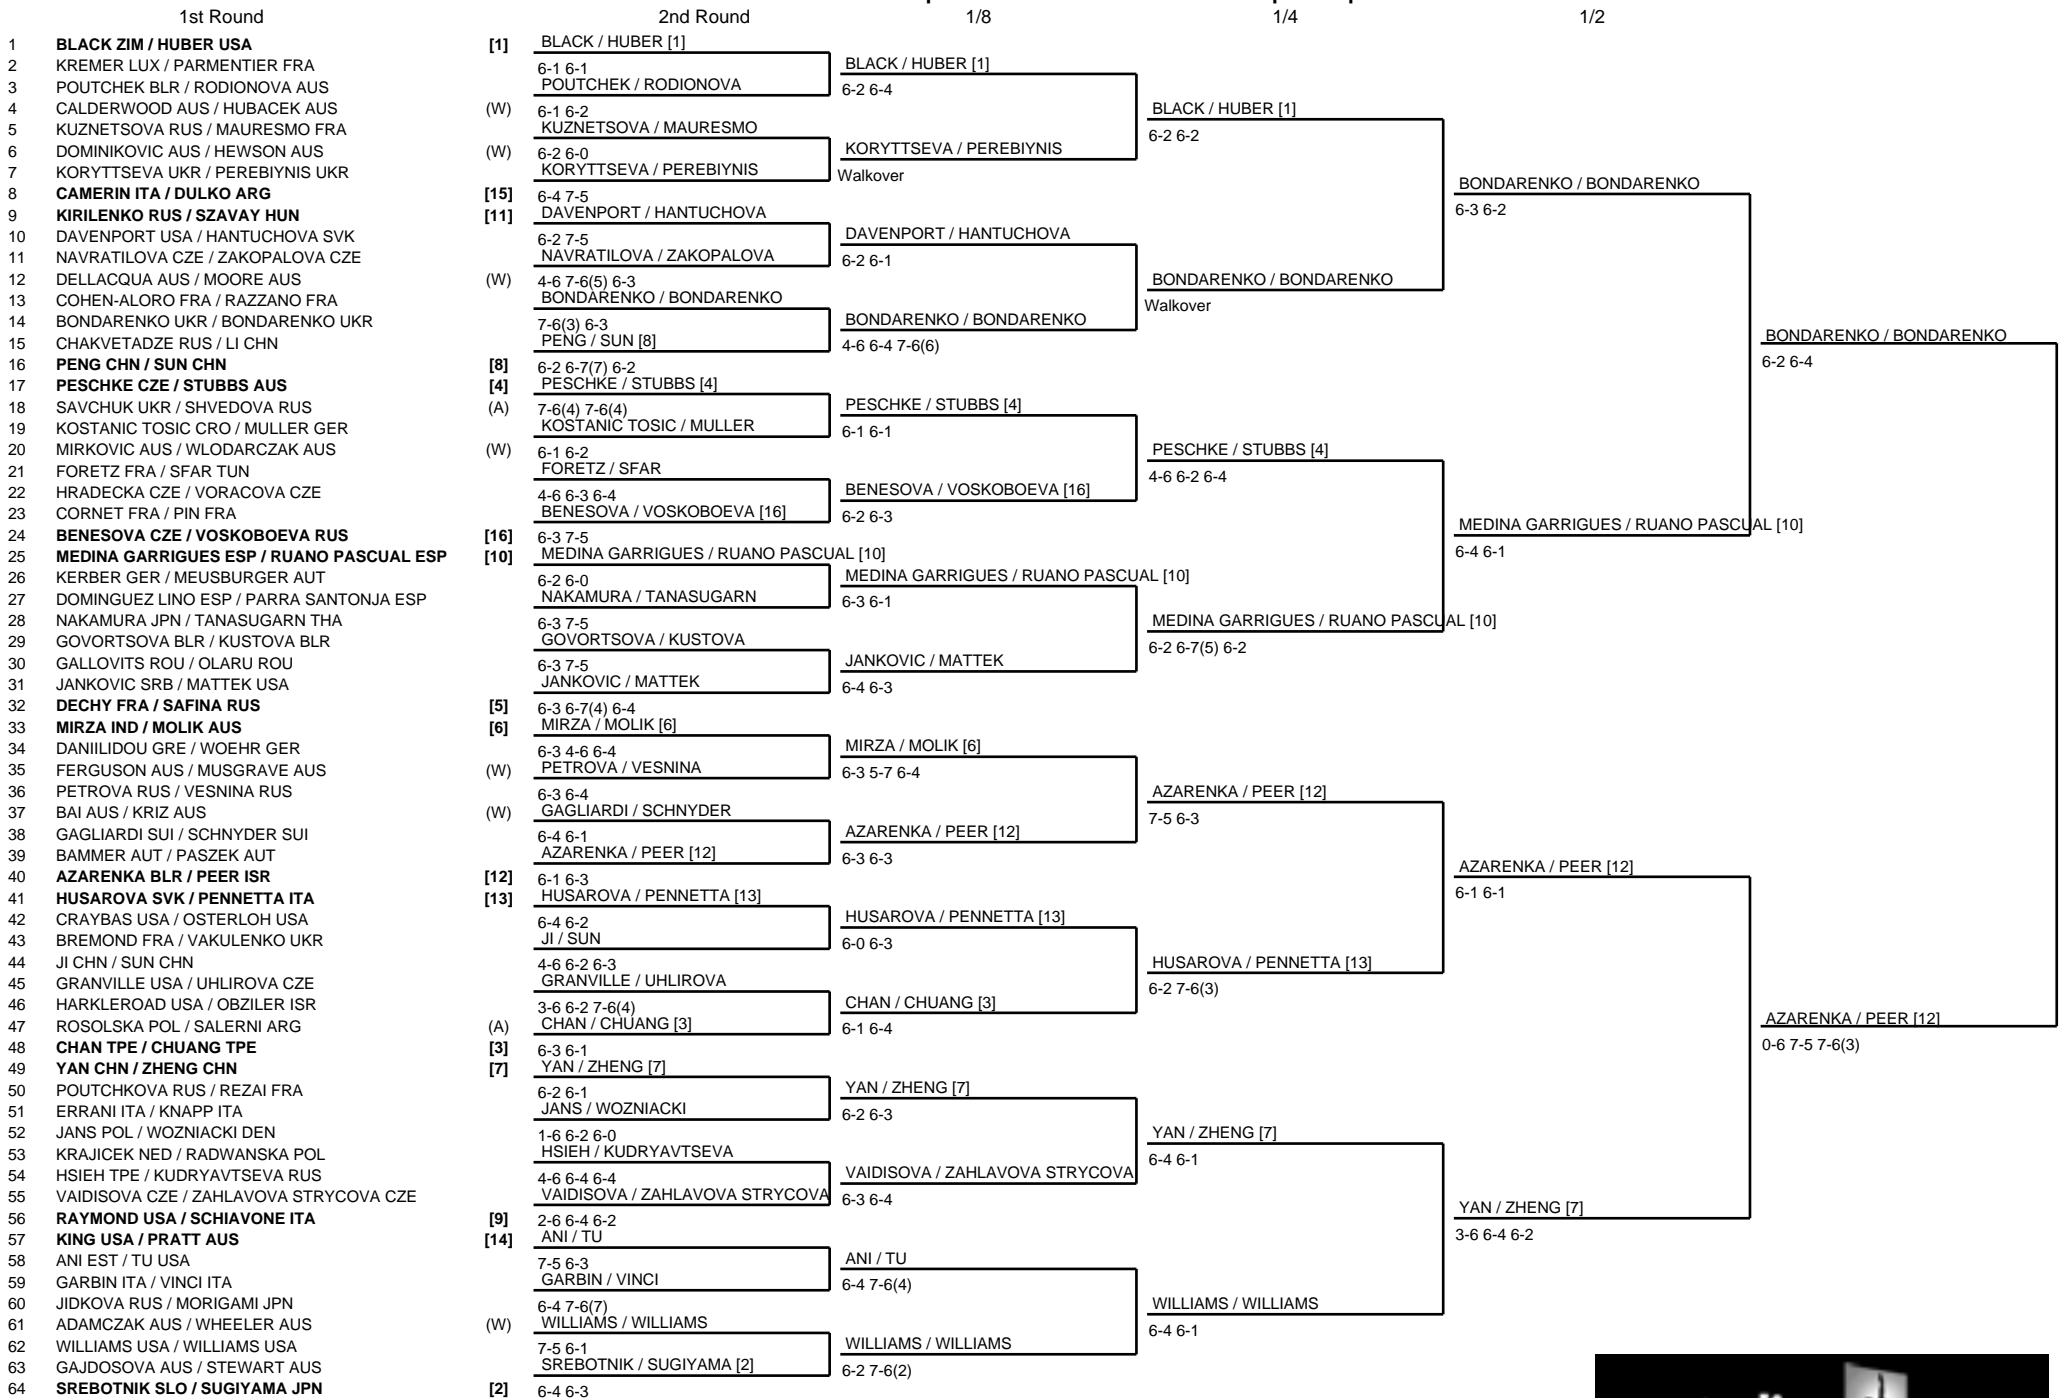 1st Round
2nd Round
1/8
1/4
1/2
1 BLACK ZIM / HUBER USA [1]
2 KREMER LUX / PARMENTIER FRA
3 POUTCHEK BLR / RODIONOVA AUS
4 CALDERWOOD AUS / HUBACEK AUS (W)
5 KUZNETSOVA RUS / MAURESMO FRA
6 DOMINIKOVIC AUS / HEWSON AUS (W)
7 KORYTTSEVA UKR / PEREBIYNIS UKR
8 CAMERIN ITA / DULKO ARG [15]
9 KIRILENKO RUS / SZAVAY HUN [11]
10 DAVENPORT USA / HANTUCHOVA SVK
11 NAVRATILOVA CZE / ZAKOPALOVA CZE
12 DELLACQUA AUS / MOORE AUS (W)
13 COHEN-ALORO FRA / RAZZANO FRA
14 BONDARENKO UKR / BONDARENKO UKR
15 CHAKVETADZE RUS / LI CHN
16 PENG CHN / SUN CHN [8]
17 PESCHKE CZE / STUBBS AUS [4]
18 SAVCHUK UKR / SHVEDOVA RUS (A)
19 KOSTANIC TOSIC CRO / MULLER GER
20 MIRKOVIC AUS / WLODARCZAK AUS (W)
21 FORETZ FRA / SFAR TUN
22 HRADECKA CZE / VORACOVA CZE
23 CORNET FRA / PIN FRA
24 BENESOVA CZE / VOSKOBOEVA RUS [16]
25 MEDINA GARRIGUES ESP / RUANO PASCUAL ESP [10]
26 KERBER GER / MEUSBURGER AUT
27 DOMINGUEZ LINO ESP / PARRA SANTONJA ESP
28 NAKAMURA JPN / TANASUGARN THA
29 GOVORTSOVA BLR / KUSTOVA BLR
30 GALLOVITS ROU / OLARU ROU
31 JANKOVIC SRB / MATTEK USA
32 DECHY FRA / SAFINA RUS [5]
33 MIRZA IND / MOLIK AUS [6]
34 DANIILIDOU GRE / WOEHR GER
35 FERGUSON AUS / MUSGRAVE AUS (W)
36 PETROVA RUS / VESNINA RUS
37 BAI AUS / KRIZ AUS (W)
38 GAGLIARDI SUI / SCHNYDER SUI
39 BAMMER AUT / PASZEK AUT
40 AZARENKA BLR / PEER ISR [12]
41 HUSAROVA SVK / PENNETTA ITA [13]
42 CRAYBAS USA / OSTERLOH USA
43 BREMOND FRA / VAKULENKO UKR
44 JI CHN / SUN CHN
45 GRANVILLE USA / UHLIROVA CZE
46 HARKLEROAD USA / OBZILER ISR
47 ROSOLSKA POL / SALERNI ARG (A)
48 CHAN TPE / CHUANG TPE [3]
49 YAN CHN / ZHENG CHN [7]
50 POUTCHKOVA RUS / REZAI FRA
51 ERRANI ITA / KNAPP ITA
52 JANS POL / WOZNIACKI DEN
53 KRAJICEK NED / RADWANSKA POL
54 HSIEH TPE / KUDRYAVTSEVA RUS
55 VAIDISOVA CZE / ZAHLAVOVA STRYCOVA CZE
56 RAYMOND USA / SCHIAVONE ITA [9]
57 KING USA / PRATT AUS [14]
58 ANI EST / TU USA
59 GARBIN ITA / VINCI ITA
60 JIDKOVA RUS / MORIGAMI JPN
61 ADAMCZAK AUS / WHEELER AUS (W)
62 WILLIAMS USA / WILLIAMS USA
63 GAJDOSOVA AUS / STEWART AUS
64 SREBOTNIK SLO / SUGIYAMA JPN [2]
BLACK / HUBER [1]
6-1 6-1
POUTCHEK / RODIONOVA
6-1 6-2
KUZNETSOVA / MAURESMO
6-2 6-0
KORYTTSEVA / PEREBIYNIS
6-4 7-5
DAVENPORT / HANTUCHOVA
6-2 7-5
NAVRATILOVA / ZAKOPALOVA
4-6 7-6(5) 6-3
BONDARENKO / BONDARENKO
7-6(3) 6-3
PENG / SUN [8]
6-2 6-7(7) 6-2
PESCHKE / STUBBS [4]
7-6(4) 7-6(4)
KOSTANIC TOSIC / MULLER
6-1 6-2
FORETZ / SFAR
4-6 6-3 6-4
BENESOVA / VOSKOBOEVA [16]
6-3 7-5
MEDINA GARRIGUES / RUANO PASCUAL [10]
6-2 6-0
NAKAMURA / TANASUGARN
6-3 7-5
GOVORTSOVA / KUSTOVA
6-3 7-5
JANKOVIC / MATTEK
6-3 6-7(4) 6-4
MIRZA / MOLIK [6]
6-3 4-6 6-4
PETROVA / VESNINA
6-3 6-4
GAGLIARDI / SCHNYDER
6-4 6-1
AZARENKA / PEER [12]
6-1 6-3
HUSAROVA / PENNETTA [13]
6-4 6-2
JI / SUN
4-6 6-2 6-3
GRANVILLE / UHLIROVA
3-6 6-2 7-6(4)
CHAN / CHUANG [3]
6-3 6-1
YAN / ZHENG [7]
6-2 6-1
JANS / WOZNIACKI
1-6 6-2 6-0
HSIEH / KUDRYAVTSEVA
4-6 6-4 6-4
VAIDISOVA / ZAHLAVOVA STRYCOVA
2-6 6-4 6-2
ANI / TU
7-5 6-3
GARBIN / VINCI
6-4 7-6(7)
WILLIAMS / WILLIAMS
7-5 6-1
SREBOTNIK / SUGIYAMA [2]
6-4 6-3
BLACK / HUBER [1]
6-2 6-4
KORYTTSEVA / PEREBIYNIS
Walkover
DAVENPORT / HANTUCHOVA
6-2 6-1
BONDARENKO / BONDARENKO
4-6 6-4 7-6(6)
PESCHKE / STUBBS [4]
6-1 6-1
BENESOVA / VOSKOBOEVA [16]
6-2 6-3
MEDINA GARRIGUES / RUANO PASCUAL [10]
6-3 6-1
JANKOVIC / MATTEK
6-4 6-3
MIRZA / MOLIK [6]
6-3 5-7 6-4
AZARENKA / PEER [12]
6-3 6-3
HUSAROVA / PENNETTA [13]
6-0 6-3
CHAN / CHUANG [3]
6-1 6-4
YAN / ZHENG [7]
6-2 6-3
VAIDISOVA / ZAHLAVOVA STRYCOVA
6-3 6-4
ANI / TU
6-4 7-6(4)
WILLIAMS / WILLIAMS
6-2 7-6(2)
BLACK / HUBER [1]
6-2 6-2
BONDARENKO / BONDARENKO
Walkover
PESCHKE / STUBBS [4]
4-6 6-2 6-4
MEDINA GARRIGUES / RUANO PASCUAL [10]
6-2 6-7(5) 6-2
AZARENKA / PEER [12]
7-5 6-3
HUSAROVA / PENNETTA [13]
6-2 7-6(3)
YAN / ZHENG [7]
6-4 6-1
WILLIAMS / WILLIAMS
6-4 6-1
BONDARENKO / BONDARENKO
6-3 6-2
MEDINA GARRIGUES / RUANO PASCUAL [10]
6-4 6-1
AZARENKA / PEER [12]
6-1 6-1
YAN / ZHENG [7]
3-6 6-4 6-2
BONDARENKO / BONDARENKO
6-2 6-4
AZARENKA / PEER [12]
0-6 7-5 7-6(3)